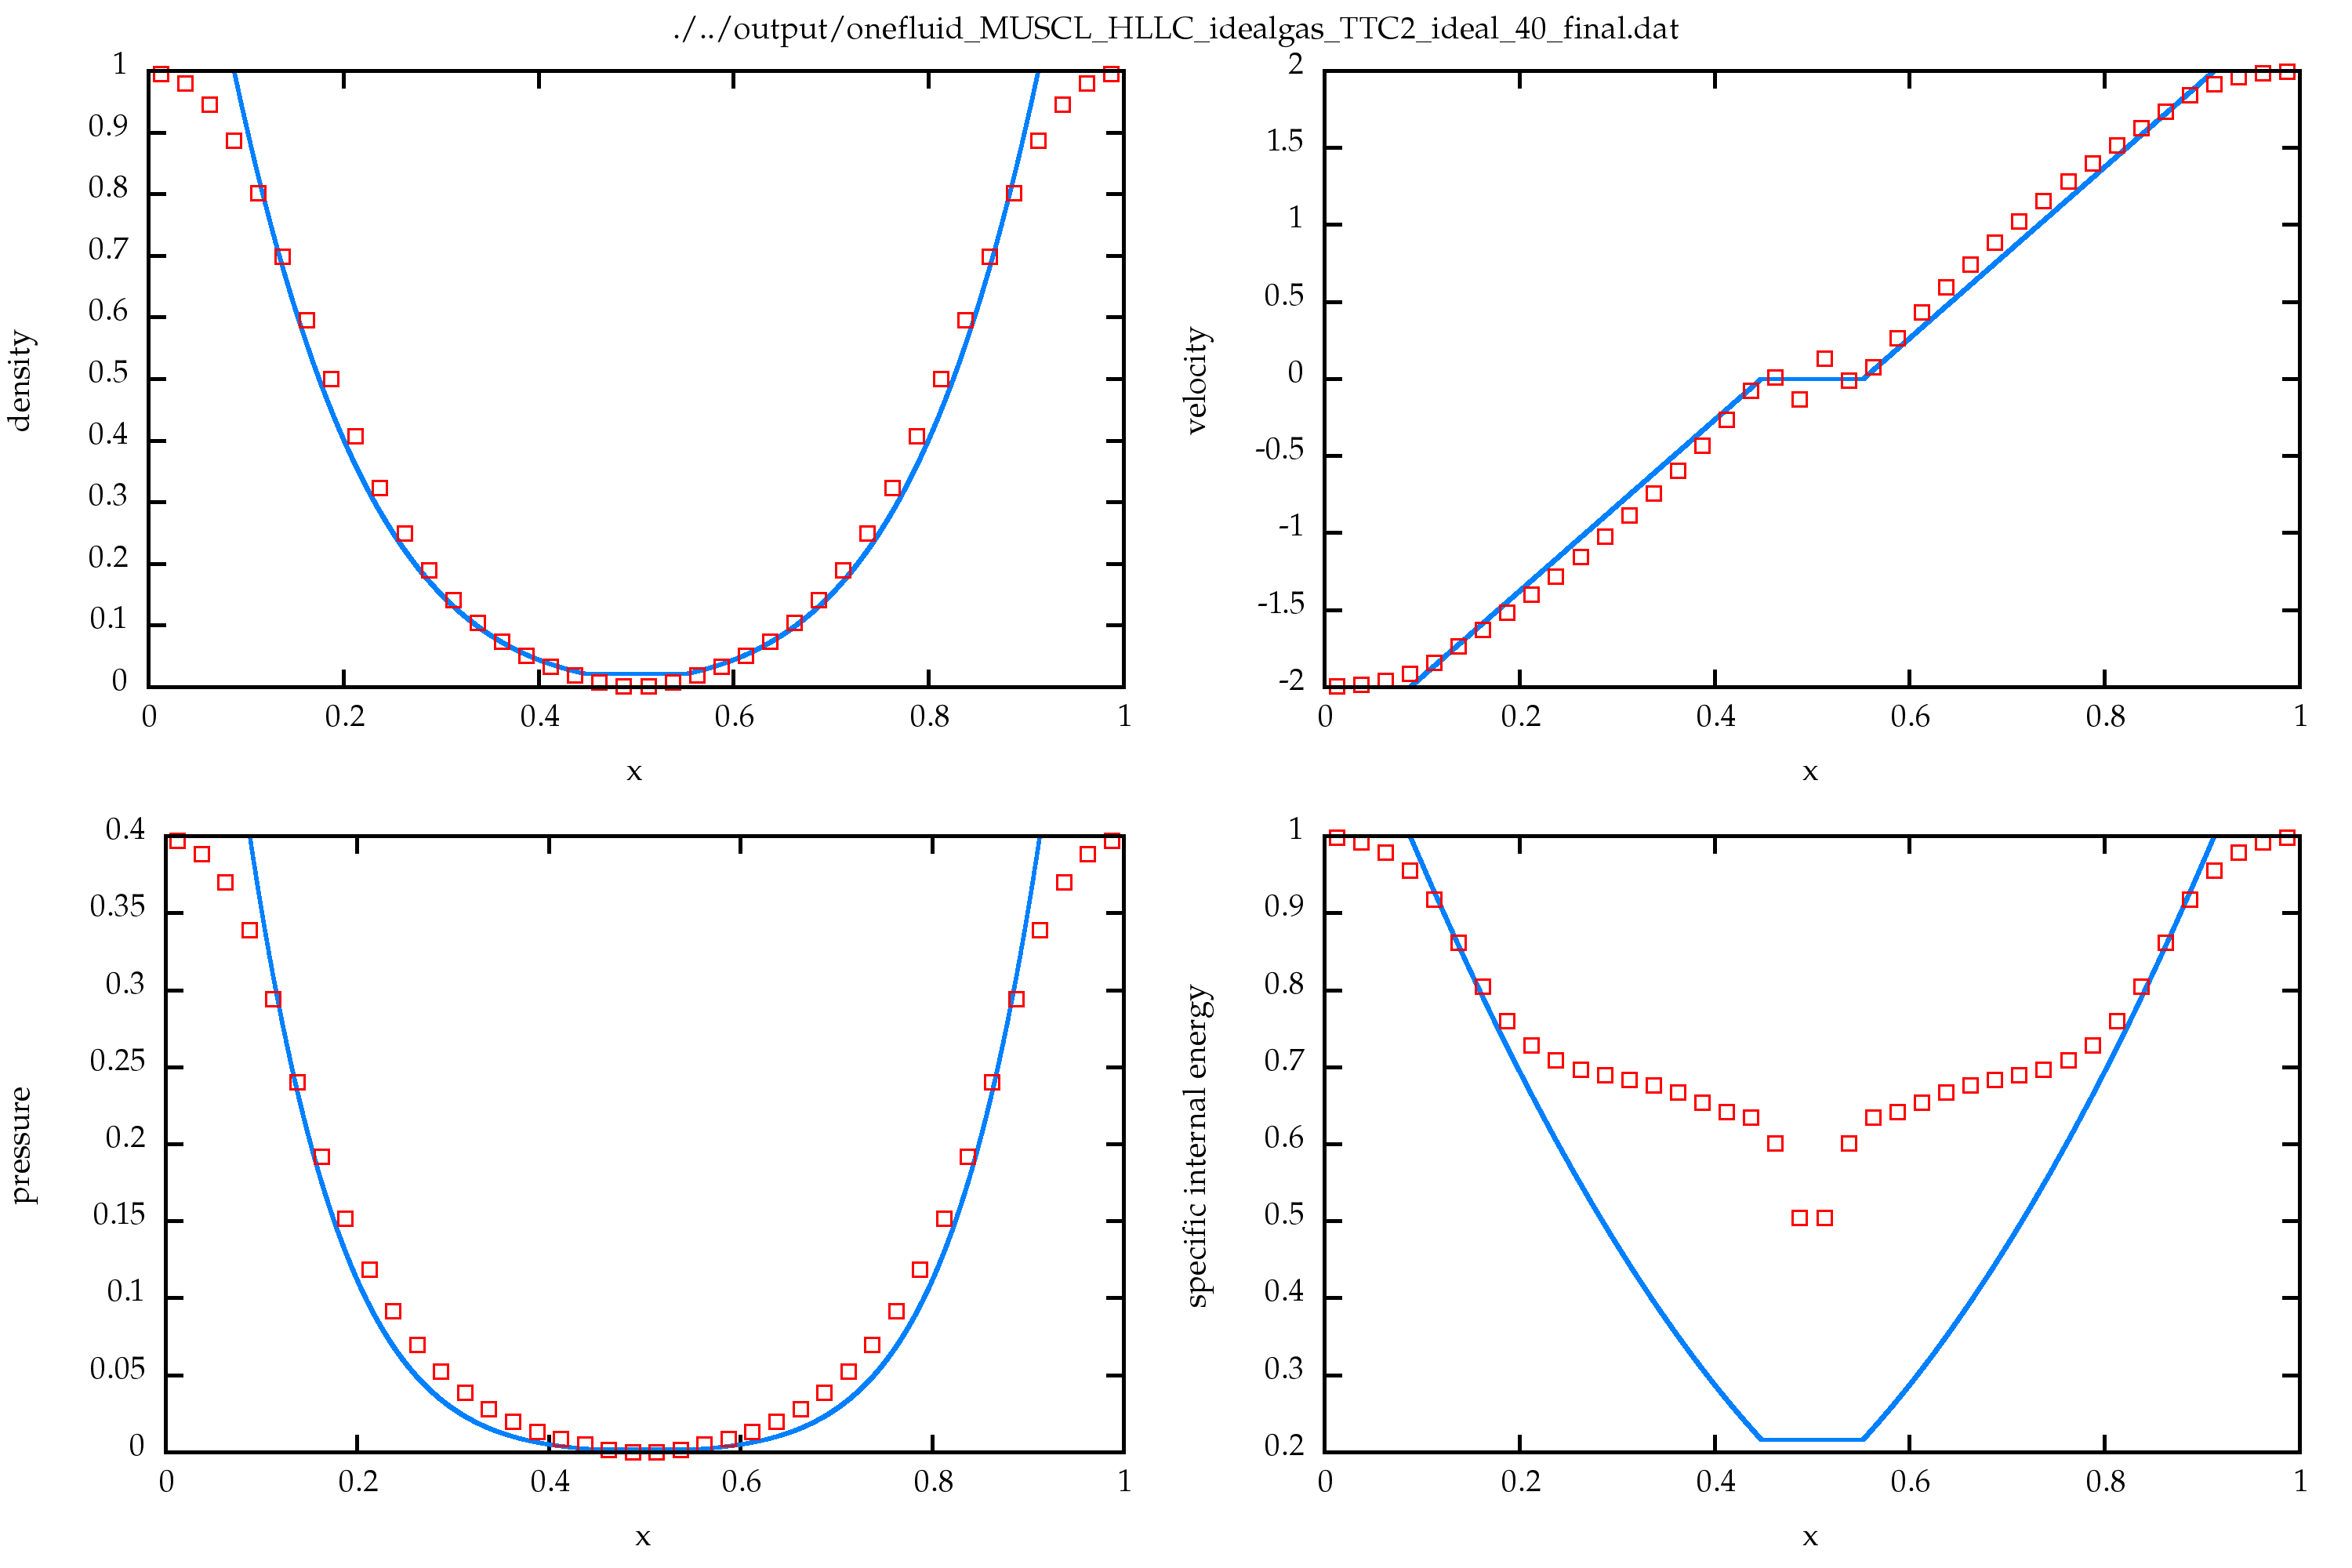 ./../output/onefluid_MUSCL_HLLC_idealgas_TTC2_ideal_40_final.dat
1
0.9
0.8
0.7
0.6
0.5
0.4
0.3
0.2
0.1
0
density
0 0.2 0.4 0.6 0.8 1
x
2
1.5
1
0.5
0
-0.5
-1
-1.5
-2
velocity
0 0.2 0.4 0.6 0.8 1
x
0.4
0.35
0.3
0.25
0.2
0.15
0.1
0.05
0
pressure
0 0.2 0.4 0.6 0.8 1
x
1
0.9
0.8
0.7
0.6
0.5
0.4
0.3
0.2
specific internal energy
0 0.2 0.4 0.6 0.8 1
x